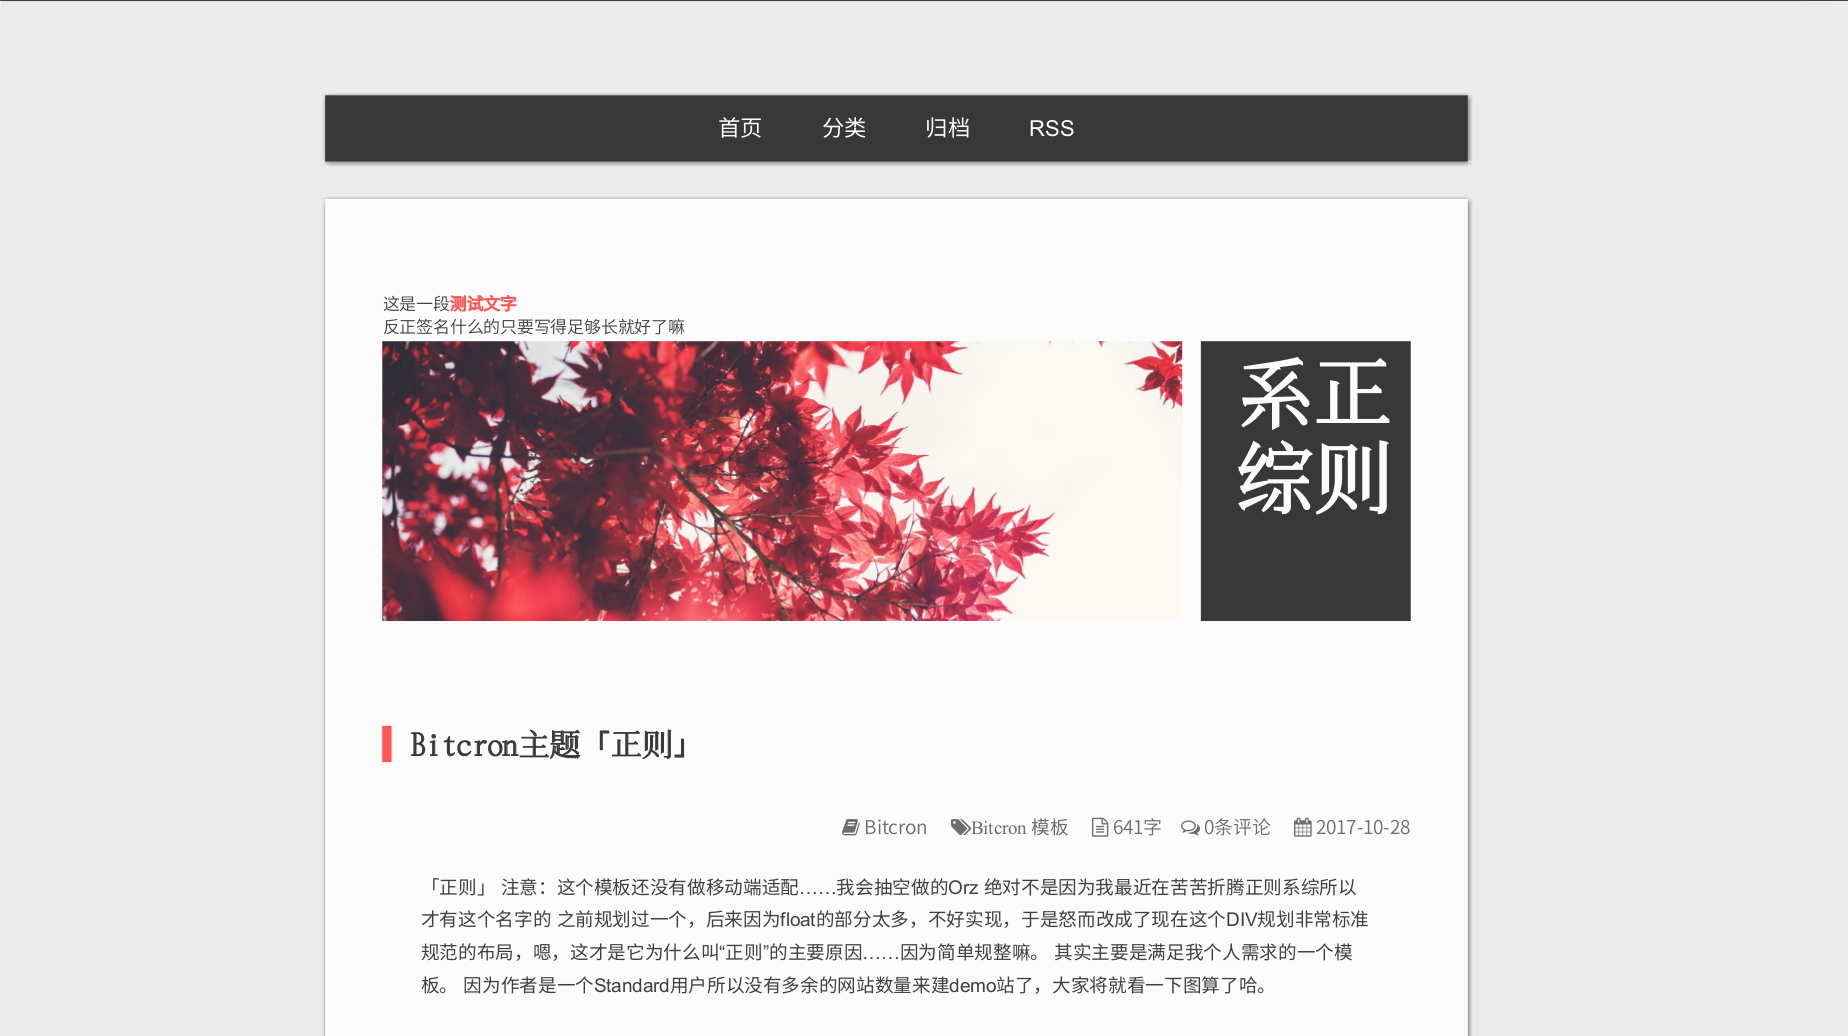 首页 分类 归档 RSS
这是一段测试文字
反正签名什么的只要写得足够长就好了嘛
正则
系综
Bitcron主题「正则」
Bitcron Bitcron 模板 641字 0条评论 2017-10-28
「正则」 注意：这个模板还没有做移动端适配……我会抽空做的Orz 绝对不是因为我最近在苦苦折腾正则系综所以
才有这个名字的 之前规划过一个，后来因为float的部分太多，不好实现，于是怒而改成了现在这个DIV规划非常标准
规范的布局，嗯，这才是它为什么叫“正则”的主要原因……因为简单规整嘛。 其实主要是满足我个人需求的一个模
板。 因为作者是一个Standard用户所以没有多余的网站数量来建demo站了，大家将就看一下图算了哈。